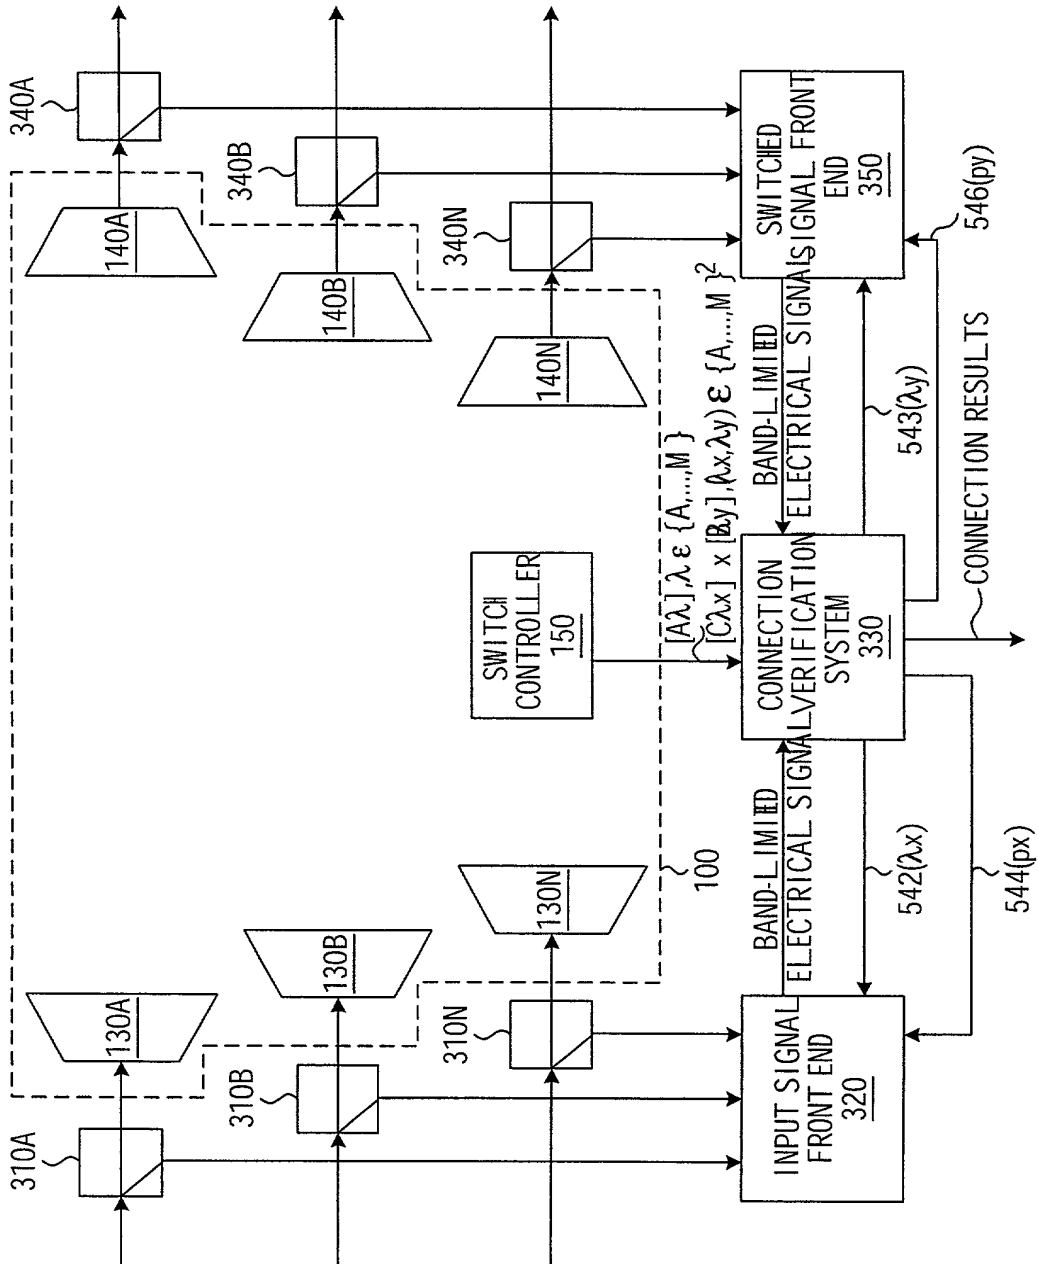 340A
340B
340N
140A
140B
140N
SWITCHED
SIGNAL FRONT
END
350
546(py)
[Aλ],λ ε {A,...,M }
[Cλx] x [Bλy],(λx,λy) ε {A,...,M }2
BAND-LIMITED
ELECTRICAL SIGNAL
543(λy)
CONNECTION RESULTS
SWITCH
CONTROLLER
150
CONNECTION
VERIFICATION
SYSTEM
330
100
BAND-LIMITED
ELECTRICAL SIGNAL
542(λx)
544(px)
130A
130B
130N
310A
310B
310N
INPUT SIGNAL
FRONT END
320